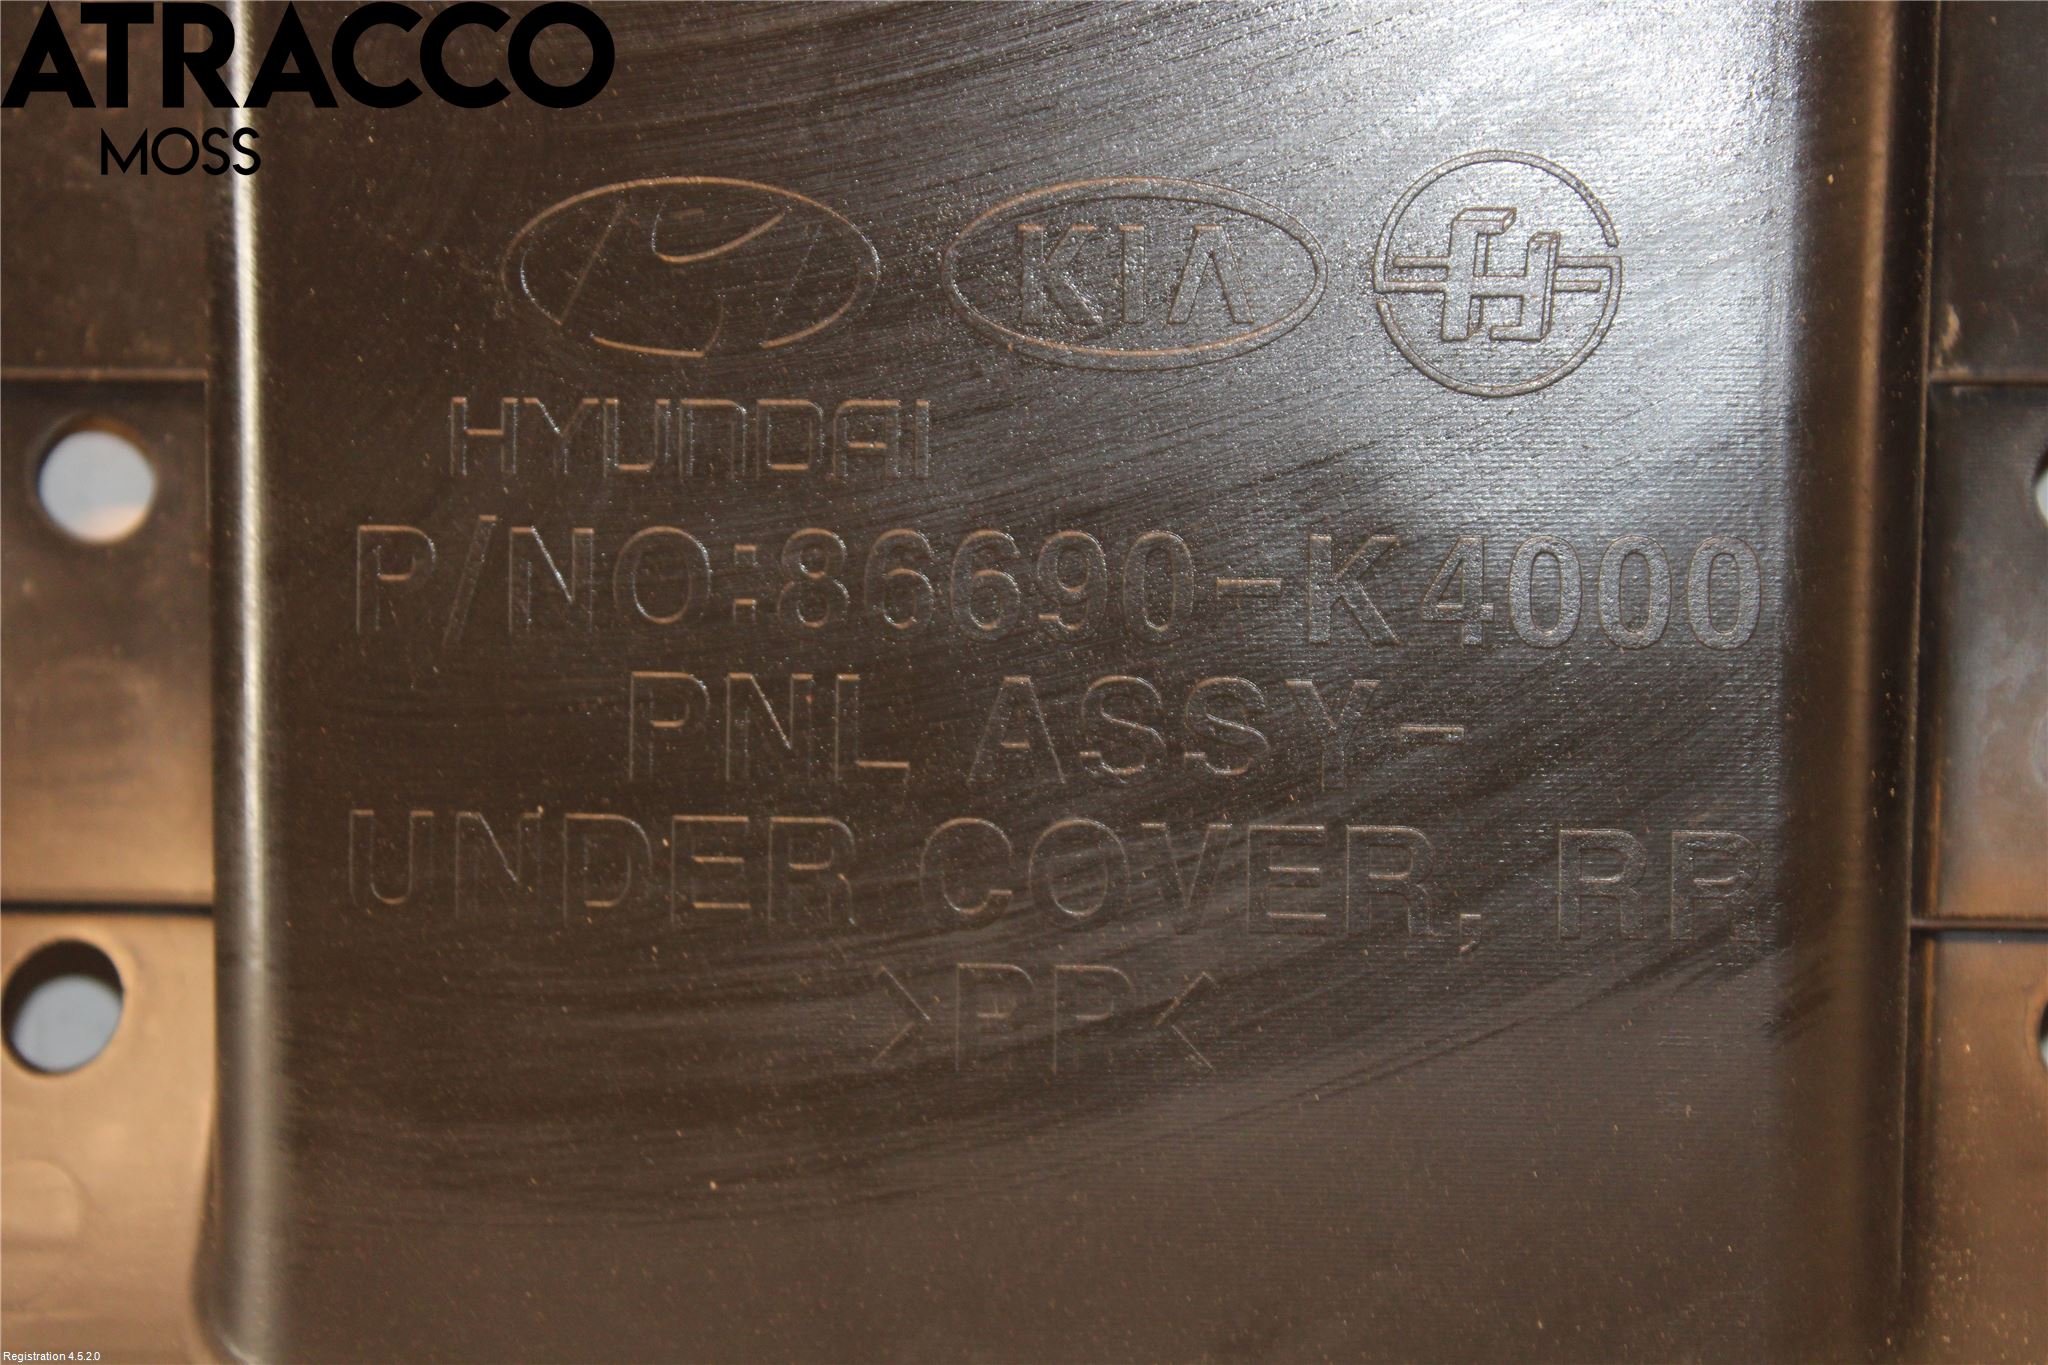 ATRACCO
MOSS
KIA
HYUNDAI
P/NO:86690-K4000
PNL ASSY-
UNDER COVER, RR
>PP<
Registration 4.5.2.0